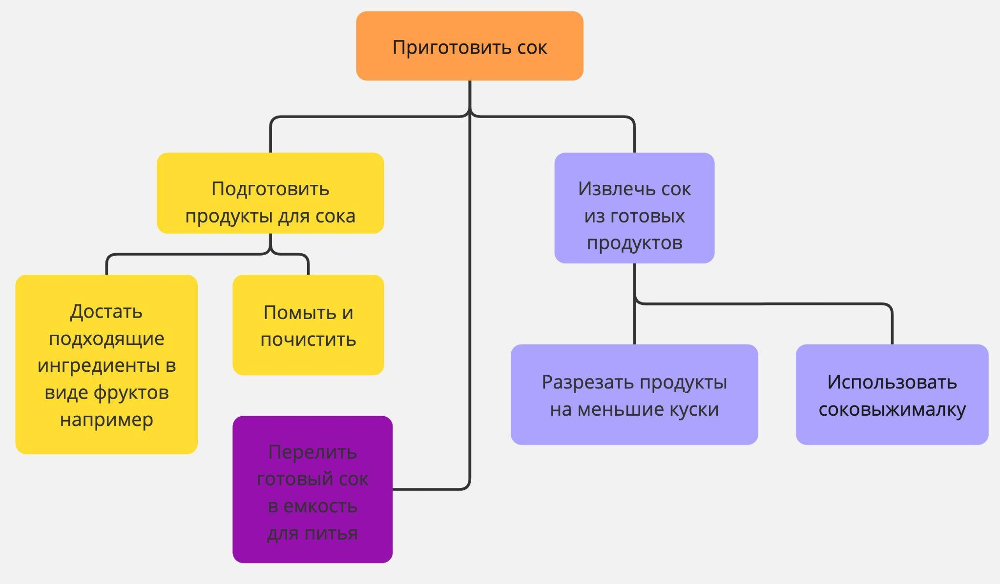 Приготовить сок
Подготовить
продукты для сока
Извлечь сок
из готовых
продуктов
Достать
подходящие
ингредиенты в
виде фруктов
например
Помыть и
почистить
Разрезать продукты
на меньшие куски
Использовать
соковыжималку
Перелить
готовый сок
в емкость
для питья